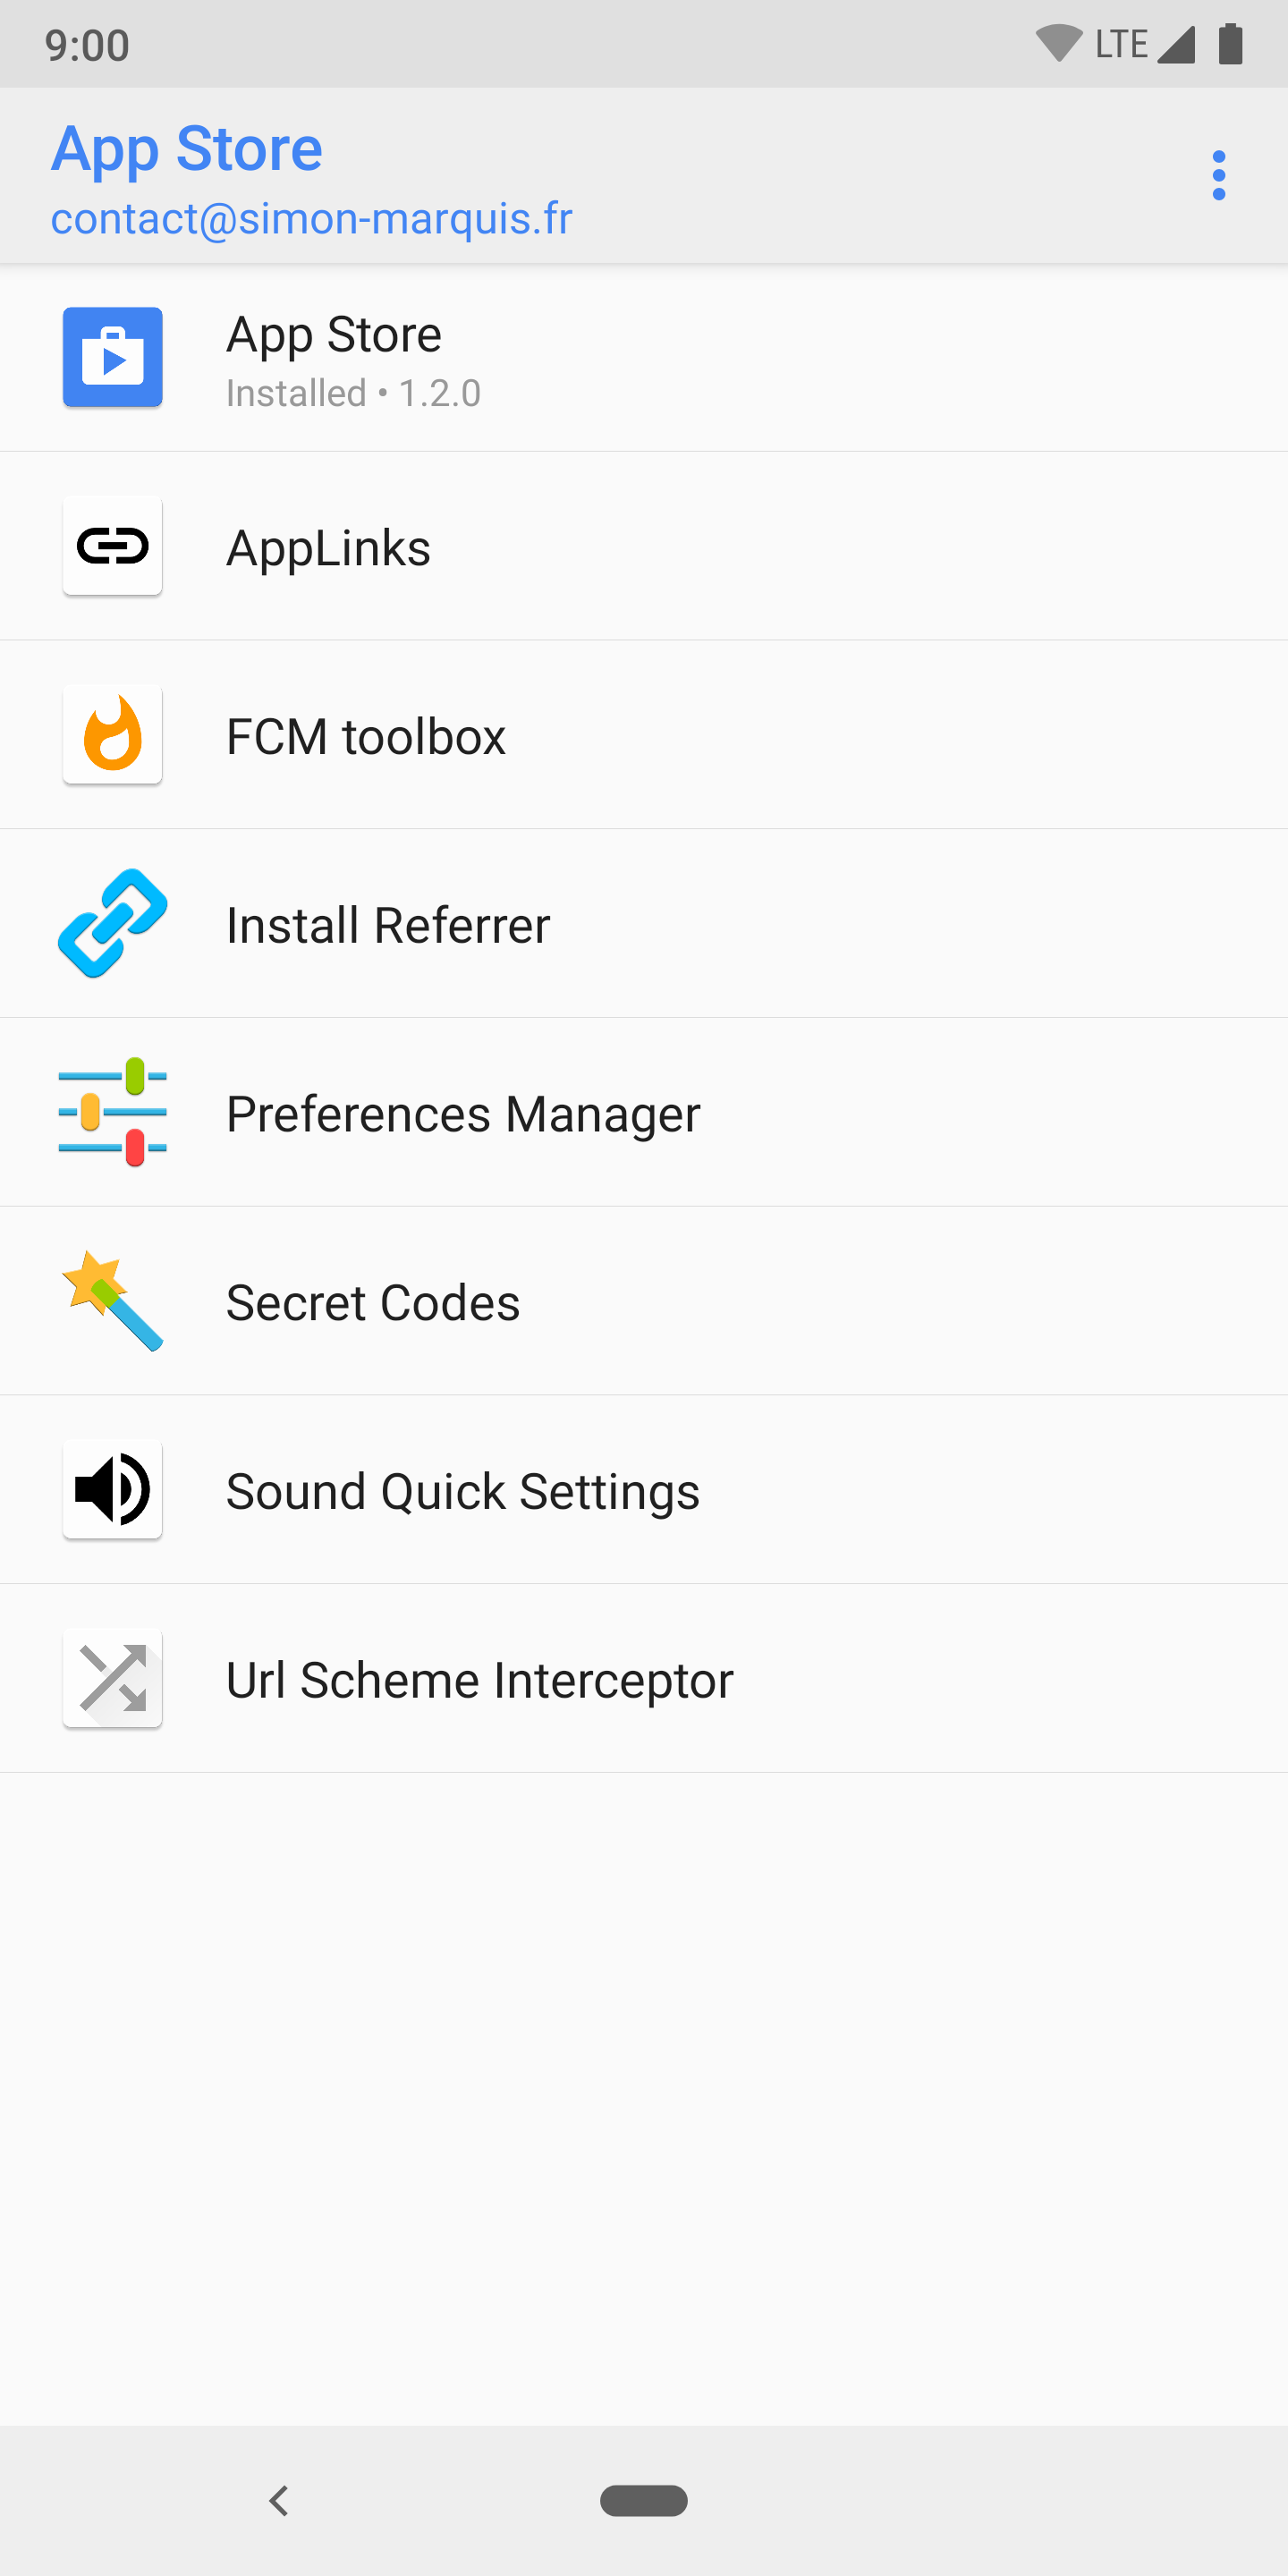 9:00 LTE
App Store
contact@simon-marquis.fr
App Store
Installed • 1.2.0
AppLinks
FCM toolbox
Install Referrer
Preferences Manager
Secret Codes
Sound Quick Settings
Url Scheme Interceptor